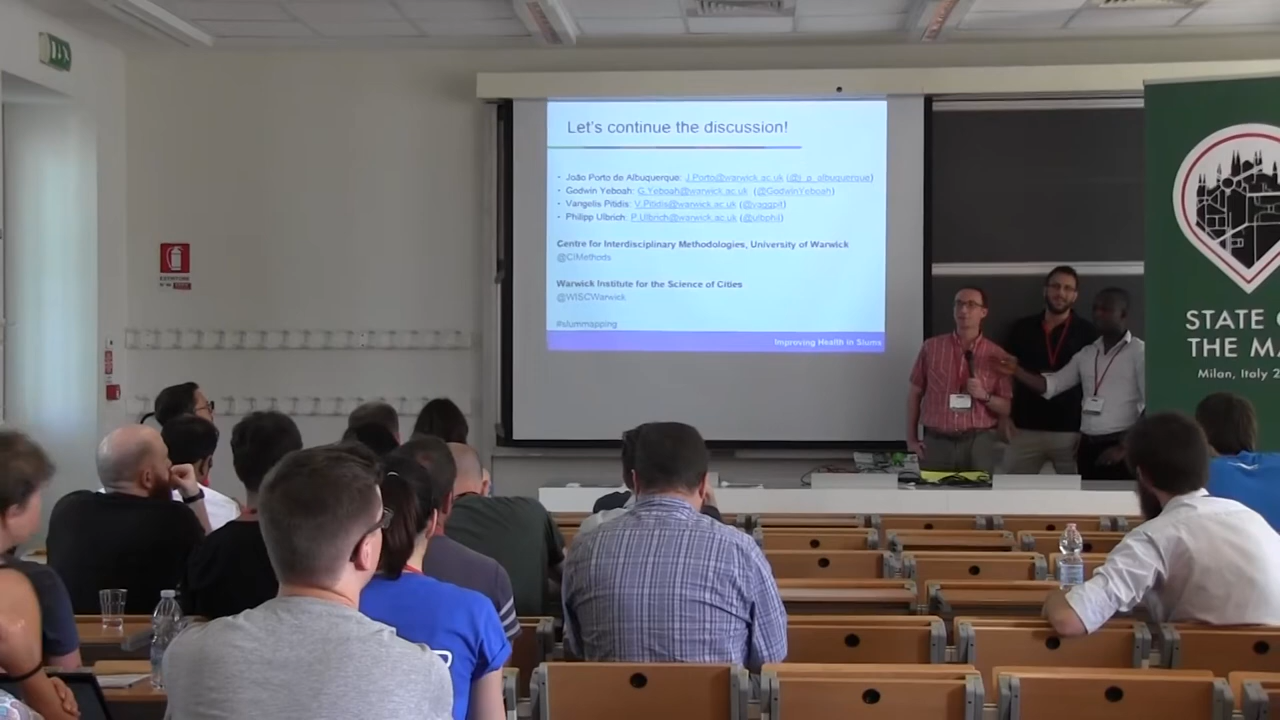 Let's continue the discussion!
• João Porto de Albuquerque: J.Porto@warwick.ac.uk (@j_p_albuquerque)
• Godwin Yeboah: G.Yeboah@warwick.ac.uk (@GodwinYeboah)
• Vangelis Pitidis: V.Pitidis@warwick.ac.uk (@vaggpit)
• Philipp Ulbrich: P.Ulbrich@warwick.ac.uk (@ulbphil)
Centre for Interdisciplinary Methodologies, University of Warwick
@CIMethods
Warwick Institute for the Science of Cities
@WISCWarwick
#slummapping
Improving Health in Slums
STATE
THE MA
Milan, Italy 2
ESTINTORE